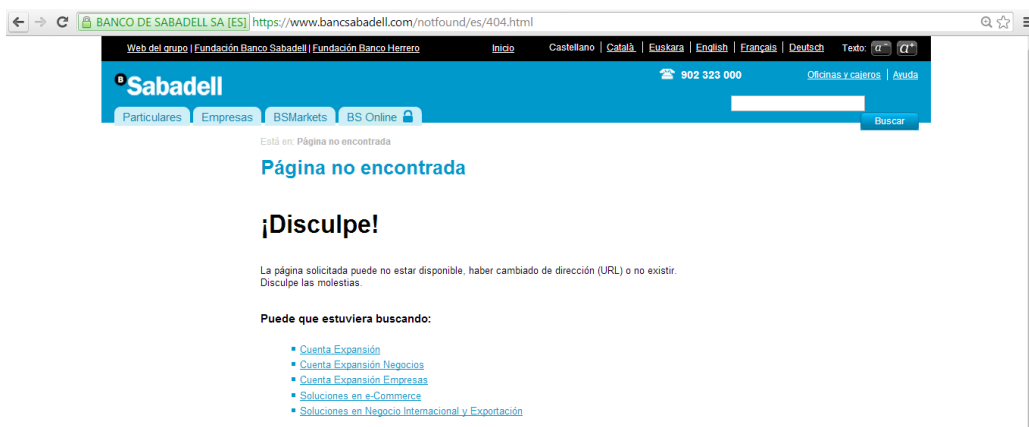 BANCO DE SABADELL SA [ES] https://www.bancsabadell.com/notfound/es/404.html
Web del grupo | Fundación Banco Sabadell | Fundación Banco Herrero Inicio Castellano | Català | Euskara | English | Français | Deutsch Texto: a- a+
B Sabadell 902 323 000 Oficinas y cajeros | Ayuda
Particulares Empresas BSMarkets BS Online Buscar
Está en: Página no encontrada
Página no encontrada
¡Disculpe!
La página solicitada puede no estar disponible, haber cambiado de dirección (URL) o no existir.
Disculpe las molestias.
Puede que estuviera buscando:
Cuenta Expansión
Cuenta Expansión Negocios
Cuenta Expansión Empresas
Soluciones en e-Commerce
Soluciones en Negocio Internacional y Exportación